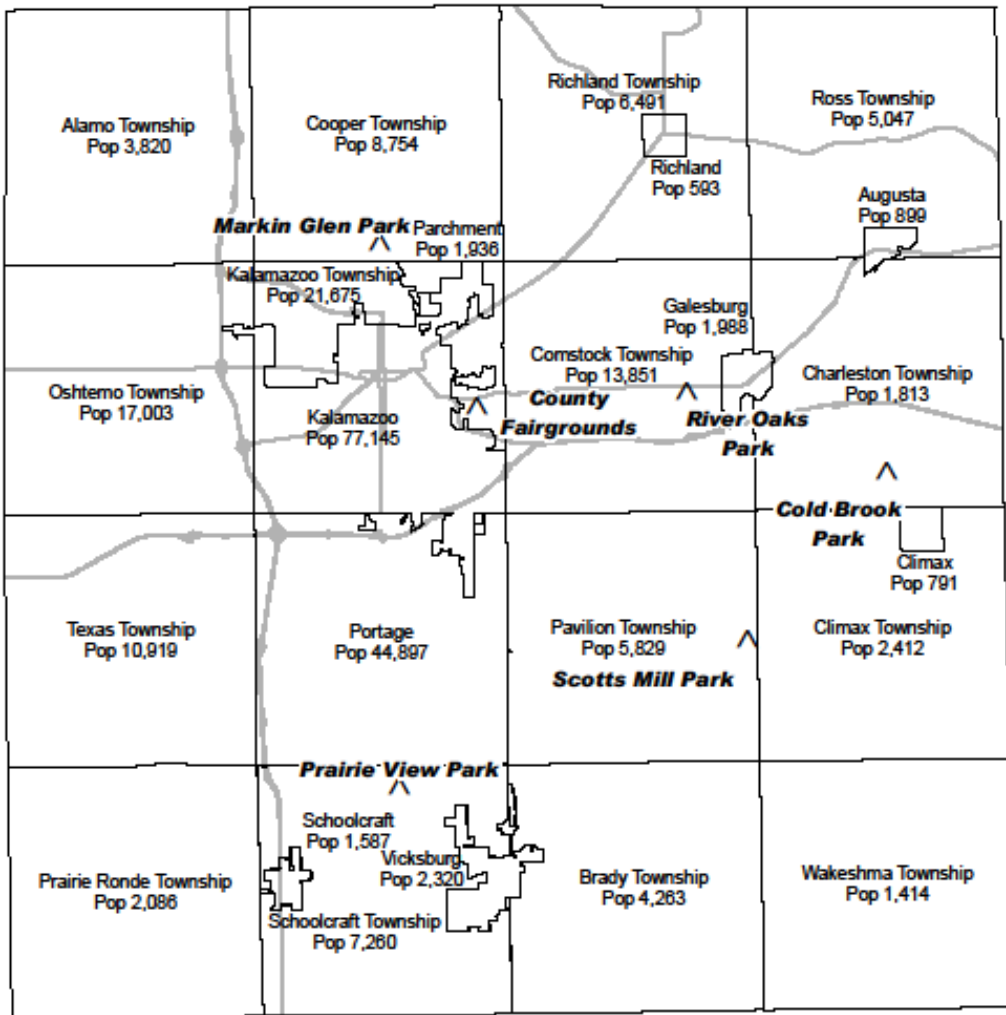 Richland Township
Pop 6,491
Ross Township
Pop 5,047
Alamo Township
Pop 3,820
Cooper Township
Pop 8,754
Richland
Pop 593
Augusta
Pop 899
Markin Glen Park
Parchment
Pop 1,936
Kalamazoo Township
Pop 21,675
Galesburg
Pop 1,988
Comstock Township
Pop 13,851
Charleston Township
Pop 1,813
Oshtemo Township
Pop 17,003
Kalamazoo
Pop 77,145
County
Fairgrounds
River Oaks
Park
Cold Brook
Park
Climax
Pop 791
Texas Township
Pop 10,919
Portage
Pop 44,897
Pavilion Township
Pop 5,829
Climax Township
Pop 2,412
Scotts Mill Park
Prairie View Park
Schoolcraft
Pop 1,587
Vicksburg
Pop 2,320
Prairie Ronde Township
Pop 2,086
Brady Township
Pop 4,263
Wakeshma Township
Pop 1,414
Schoolcraft Township
Pop 7,260